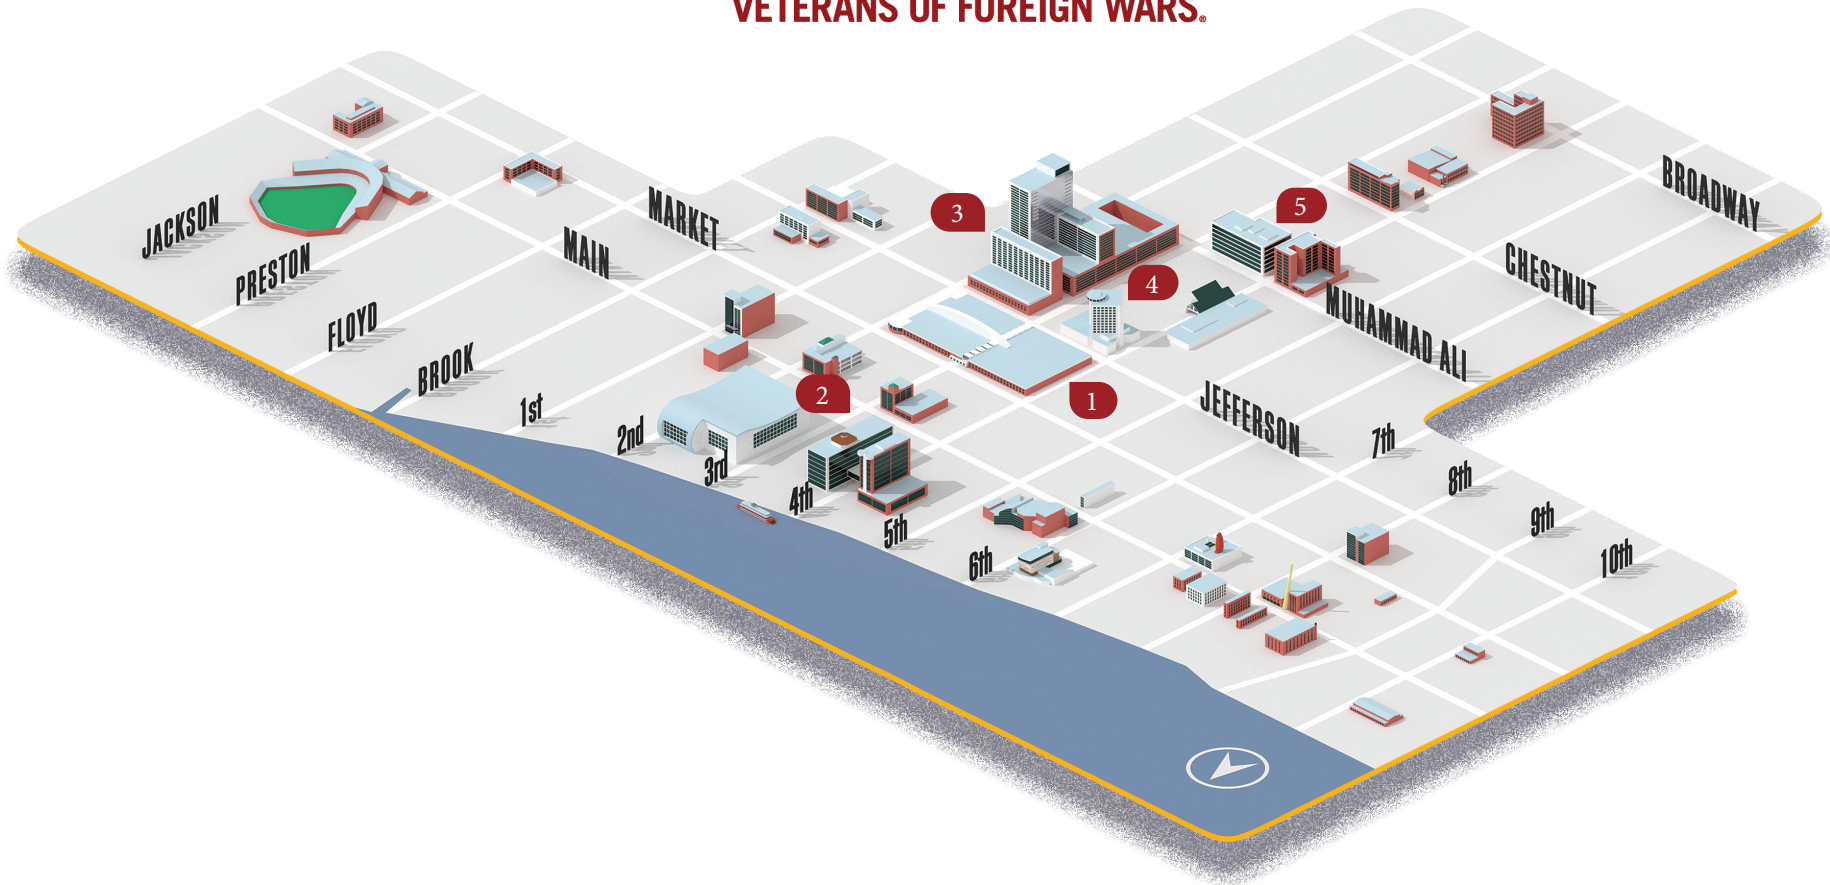 VETERANS OF FOREIGN WARS®
JACKSON
PRESTON
FLOYD
BROOK
1st
2nd
3rd
4th
5th
6th
MAIN
MARKET
3
2
1
4
5
JEFFERSON
MUHAMMAD ALI
CHESTNUT
BROADWAY
7th
8th
9th
10th